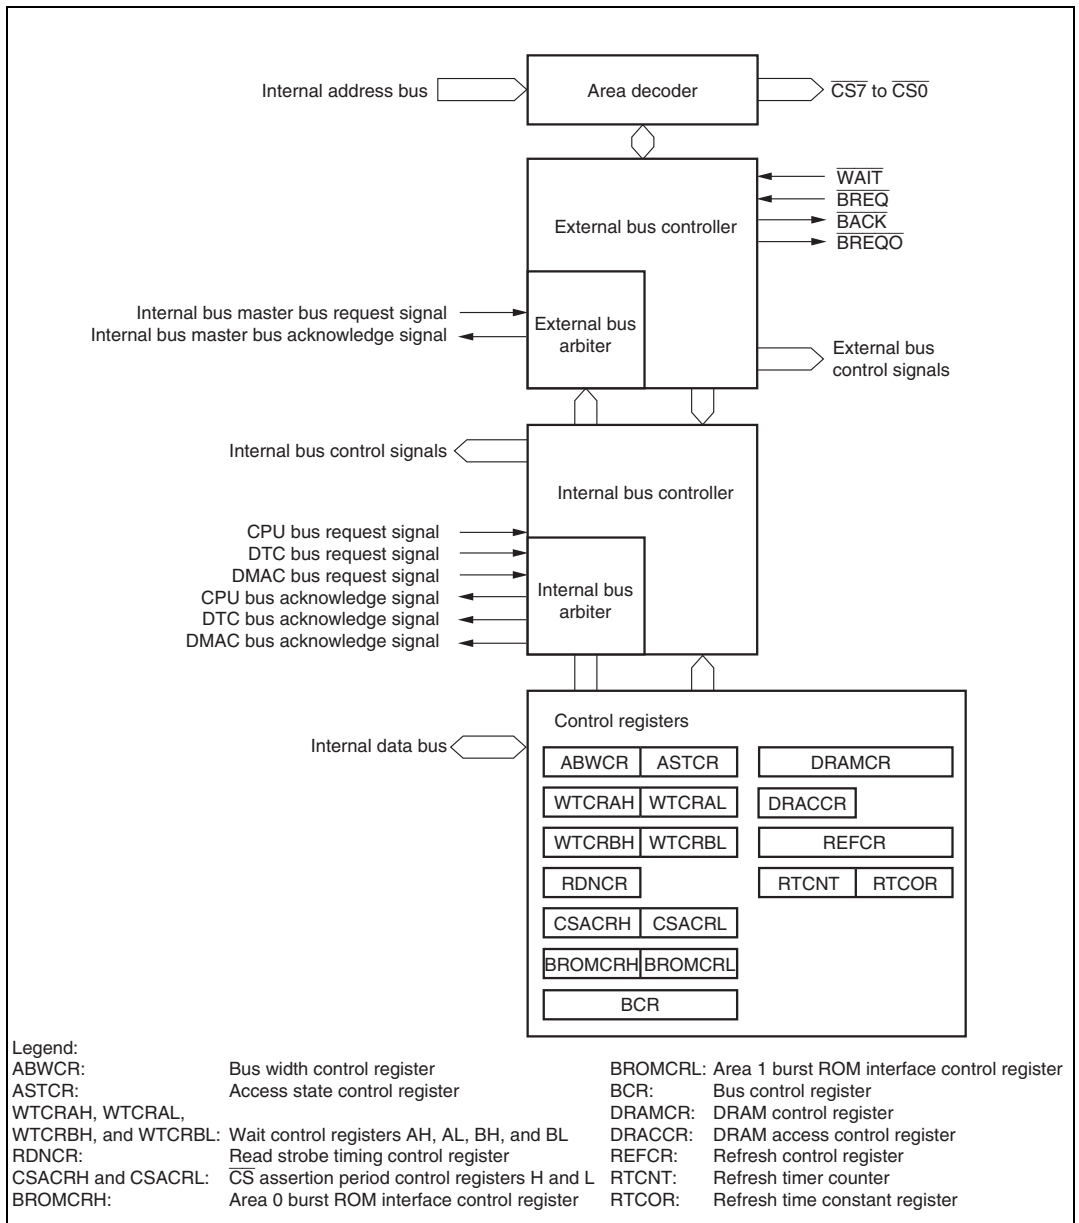 Internal address bus
Area decoder
CS7 to CS0
External bus controller
WAIT
BREQ
BACK
BREQO
Internal bus master bus request signal
Internal bus master bus acknowledge signal
External bus
arbiter
External bus
control signals
Internal bus control signals
Internal bus controller
CPU bus request signal
DTC bus request signal
DMAC bus request signal
CPU bus acknowledge signal
DTC bus acknowledge signal
DMAC bus acknowledge signal
Internal bus
arbiter
Internal data bus
Control registers
ABWCR ASTCR DRAMCR
WTCRAH WTCRAL DRACCR
WTCRBH WTCRBL REFCR
RDNCR RTCNT RTCOR
CSACRH CSACRL
BROMCRH BROMCRL
BCR
Legend:
ABWCR: Bus width control register
ASTCR: Access state control register
WTCRAH, WTCRAL,
WTCRBH, and WTCRBL: Wait control registers AH, AL, BH, and BL
RDNCR: Read strobe timing control register
CSACRH and CSACRL: CS assertion period control registers H and L
BROMCRH: Area 0 burst ROM interface control register
BROMCRL: Area 1 burst ROM interface control register
BCR: Bus control register
DRAMCR: DRAM control register
DRACCR: DRAM access control register
REFCR: Refresh control register
RTCNT: Refresh timer counter
RTCOR: Refresh time constant register